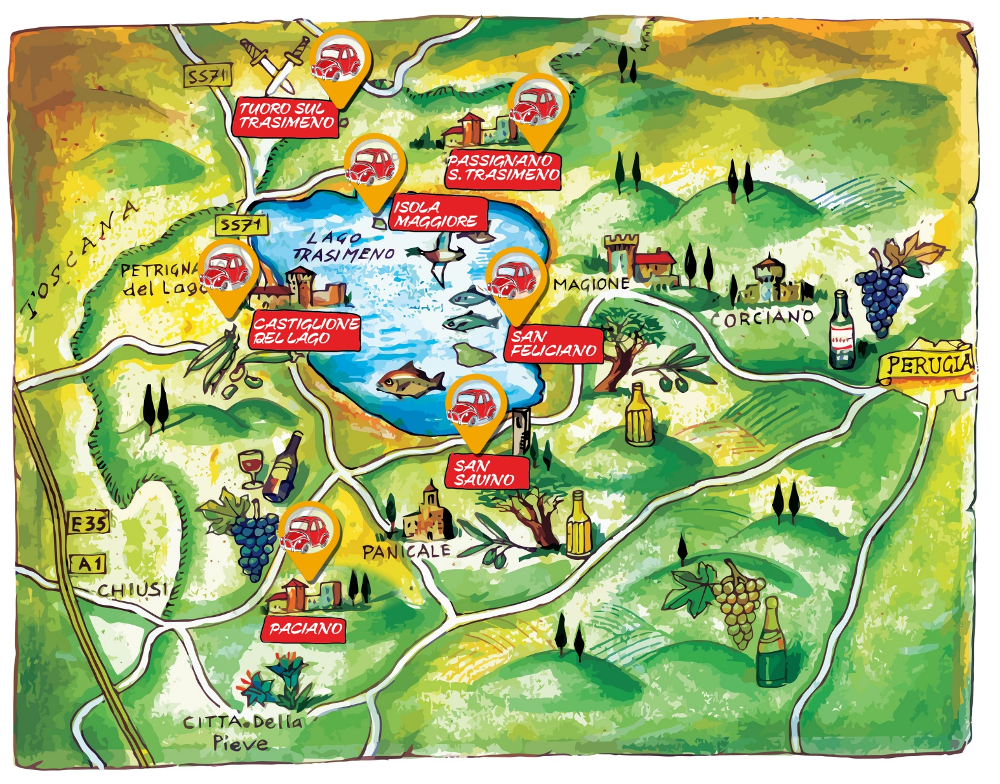 SS71
TUORO SUL
TRASIMENO
PASSIGNANO
S. TRASIMENO
ISOLA
MAGGIORE
SS71
LAGO
TRASIMENO
TOSCANA
PETRIGNA
del Lago
CASTIGLIONE
DEL LAGO
MAGIONE
CORCIANO
SAN
FELICIANO
PERUGIA
SAN
SAVINO
E35
A1
PANICALE
CHIUSI
PACIANO
CITTA Della
Pieve